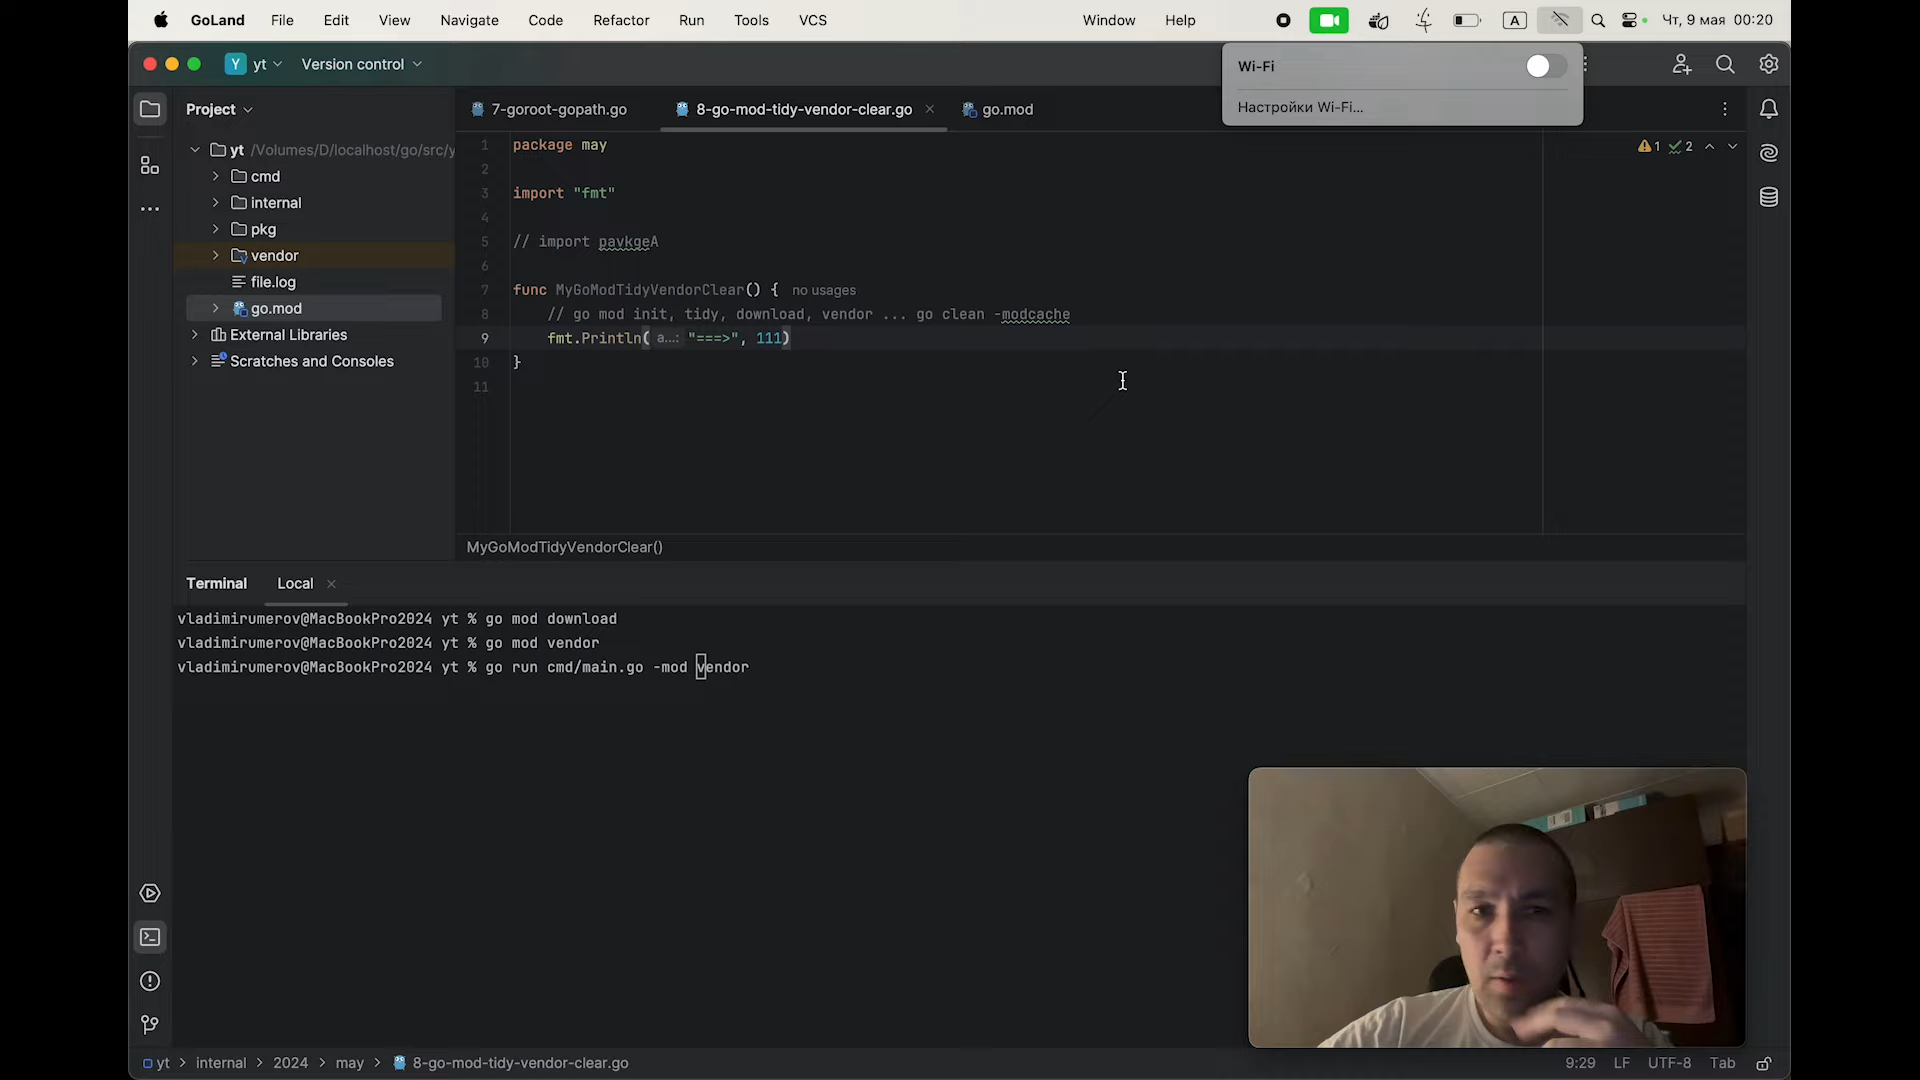 GoLand File Edit View Navigate Code Refactor Run Tools VCS Window Help A Чт, 9 мая 00:20
Y yt Version control
Wi-Fi
Настройки Wi-Fi...
Project
7-goroot-gopath.go 8-go-mod-tidy-vendor-clear.go go.mod
yt /Volumes/D/localhost/go/src/y
cmd
internal
pkg
vendor
file.log
go.mod
External Libraries
Scratches and Consoles
1 package may
2
3 import "fmt"
4
5 // import pavkgeA
6
7 func MyGoModTidyVendorClear() { no usages
8 // go mod init, tidy, download, vendor ... go clean -modcache
9 fmt.Println( a...: "===>", 111)
10 }
11
1 2
MyGoModTidyVendorClear()
Terminal Local
vladimirumerov@MacBookPro2024 yt % go mod download
vladimirumerov@MacBookPro2024 yt % go mod vendor
vladimirumerov@MacBookPro2024 yt % go run cmd/main.go -mod vendor
yt > internal > 2024 > may > 8-go-mod-tidy-vendor-clear.go
9:29 LF UTF-8 Tab